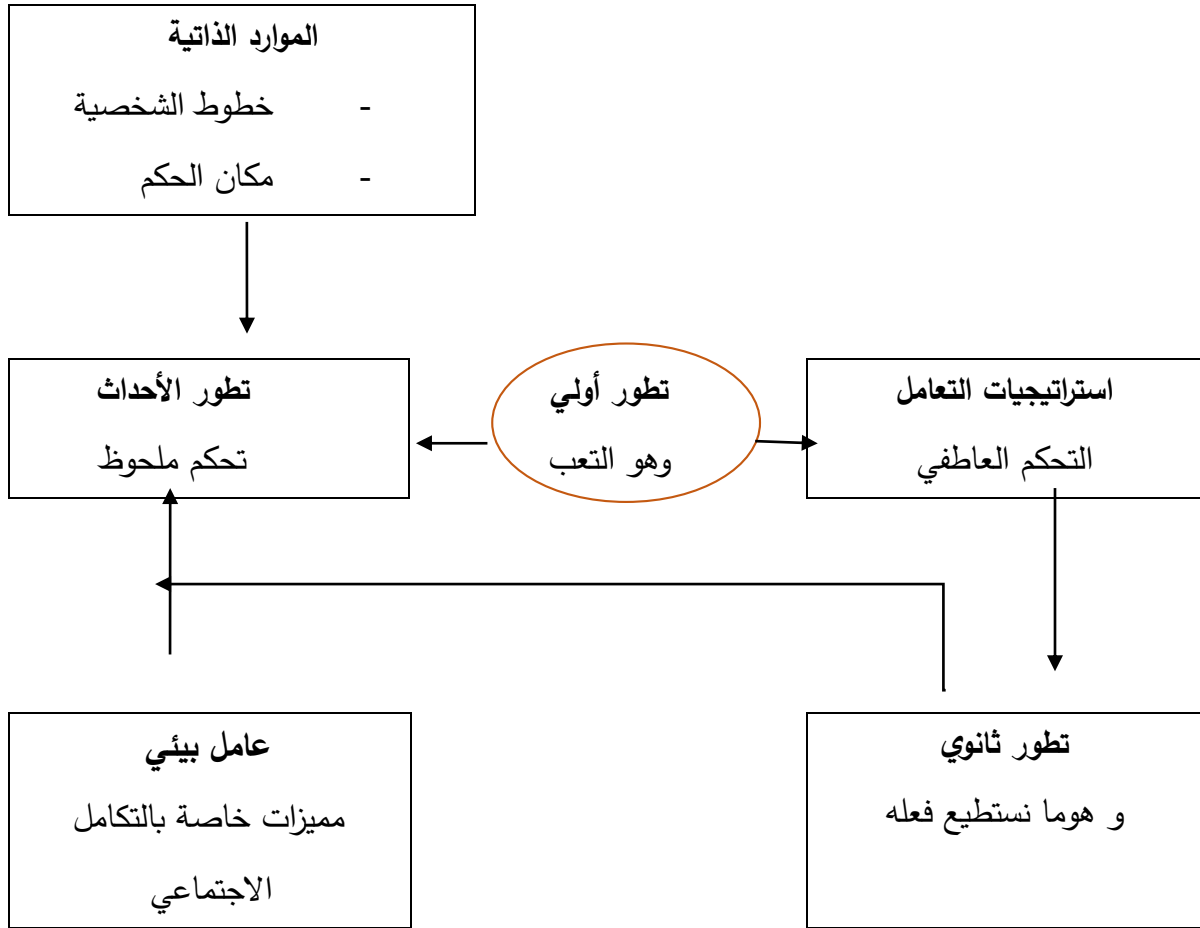 الموارد الذاتية
- خطوط الشخصية
- مكان الحكم
استراتيجيات التعامل
التحكم العاطفي
تطور أولي
وهو التعب
تطور الأحداث
تحكم ملحوظ
تطور ثانوي
و هوما نستطيع فعله
عامل بيئي
مميزات خاصة بالتكامل
الاجتماعي